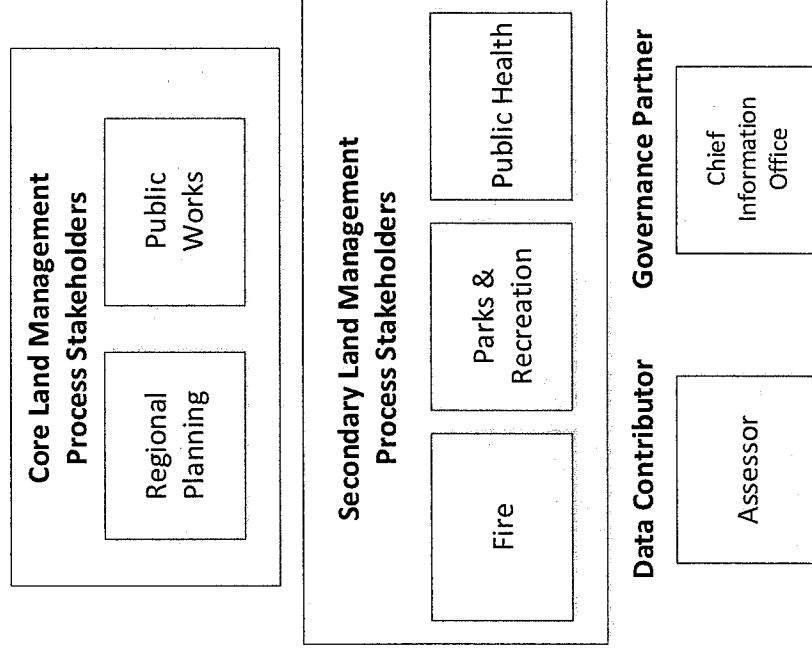 Core Land Management
Process Stakeholders
Regional
Planning
Public
Works
Secondary Land Management
Process Stakeholders
Fire
Parks &
Recreation
Public Health
Data Contributor
Assessor
Governance Partner
Chief
Information
Office